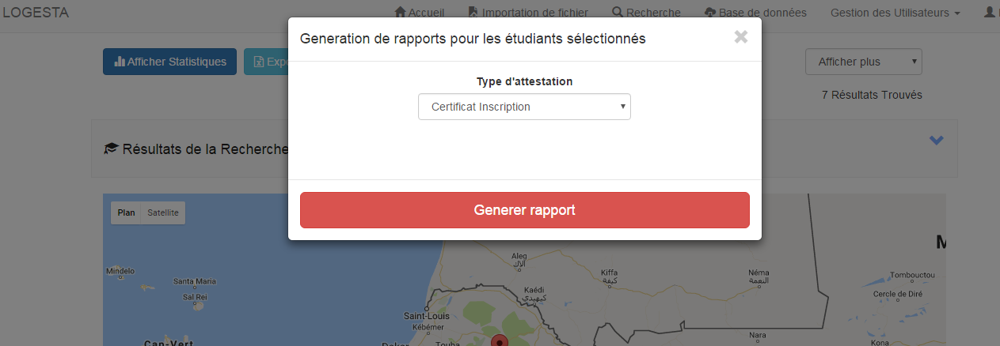 LOGESTA
Accueil
Importation de fichier
Recherche
Base de données
Gestion des Utilisateurs
Generation de rapports pour les étudiants sélectionnés
Afficher Statistiques
Afficher plus
Type d'attestation
7 Résultats Trouvés
Certificat Inscription
Résultats de la Recherche
Generer rapport
Plan
Satellite
Aleg
ألاك
Mindelo
Kiffa
كيفة
Néma
النعمة
Tombouctou
Santa Maria
Kaédi
كيهيدي
Cercle de Diré
Sal Rei
Saint-Louis
Kébémer
Nara
Cap-Vert
Dakar
Touba
Kona